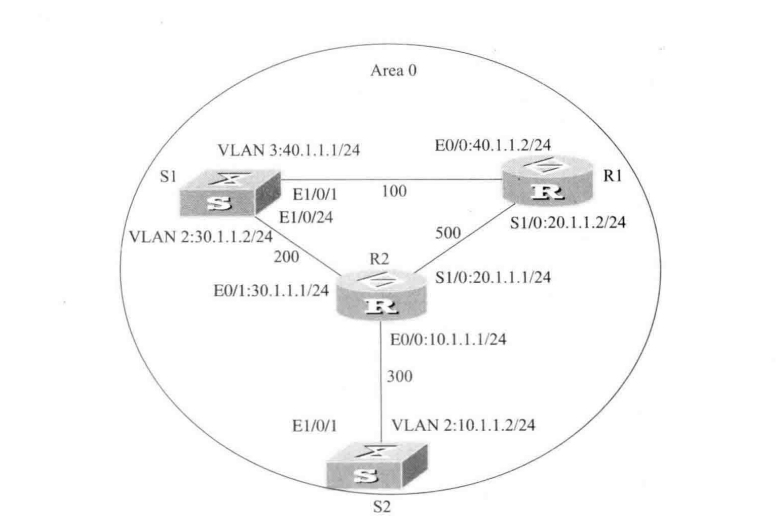 Area 0
VLAN 3:40.1.1.1/24
E0/0:40.1.1.2/24
S1
R1
E1/0/1
100
S
R
E1/0/24
S1/0:20.1.1.2/24
VLAN 2:30.1.1.2/24
500
200
R2
S1/0:20.1.1.1/24
E0/1:30.1.1.1/24
R
E0/0:10.1.1.1/24
300
E1/0/1
VLAN 2:10.1.1.2/24
S
S2